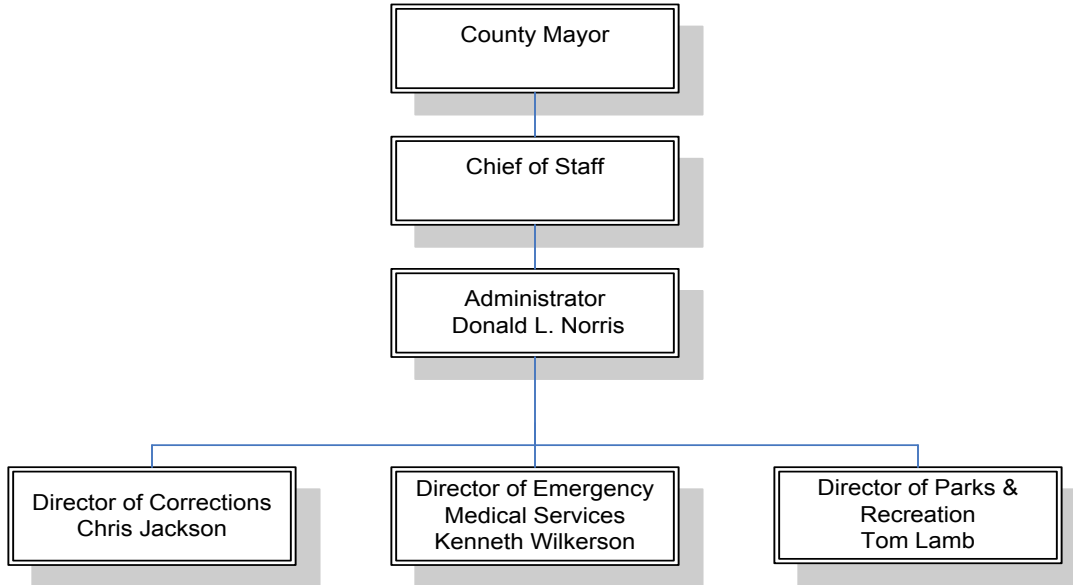 County Mayor
Chief of Staff
Administrator
Donald L. Norris
Director of Corrections
Chris Jackson
Director of Emergency
Medical Services
Kenneth Wilkerson
Director of Parks &
Recreation
Tom Lamb